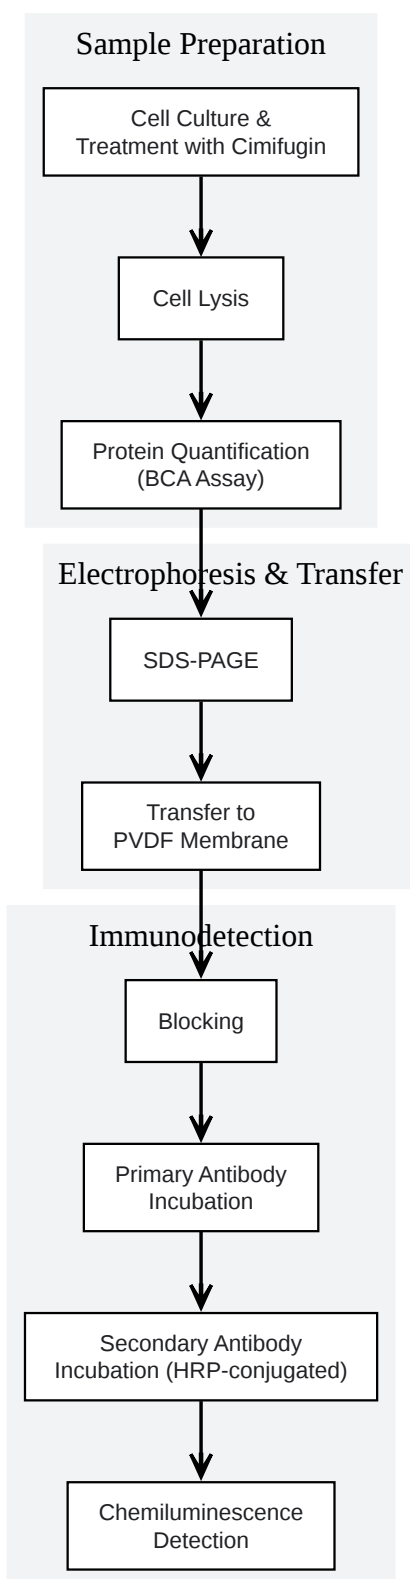 Sample Preparation
Cell Culture &
Treatment with Cimifugin
Cell Lysis
Protein Quantification
(BCA Assay)
Electrophoresis & Transfer
SDS-PAGE
Transfer to
PVDF Membrane
Immunodetection
Blocking
Primary Antibody
Incubation
Secondary Antibody
Incubation (HRP-conjugated)
Chemiluminescence
Detection